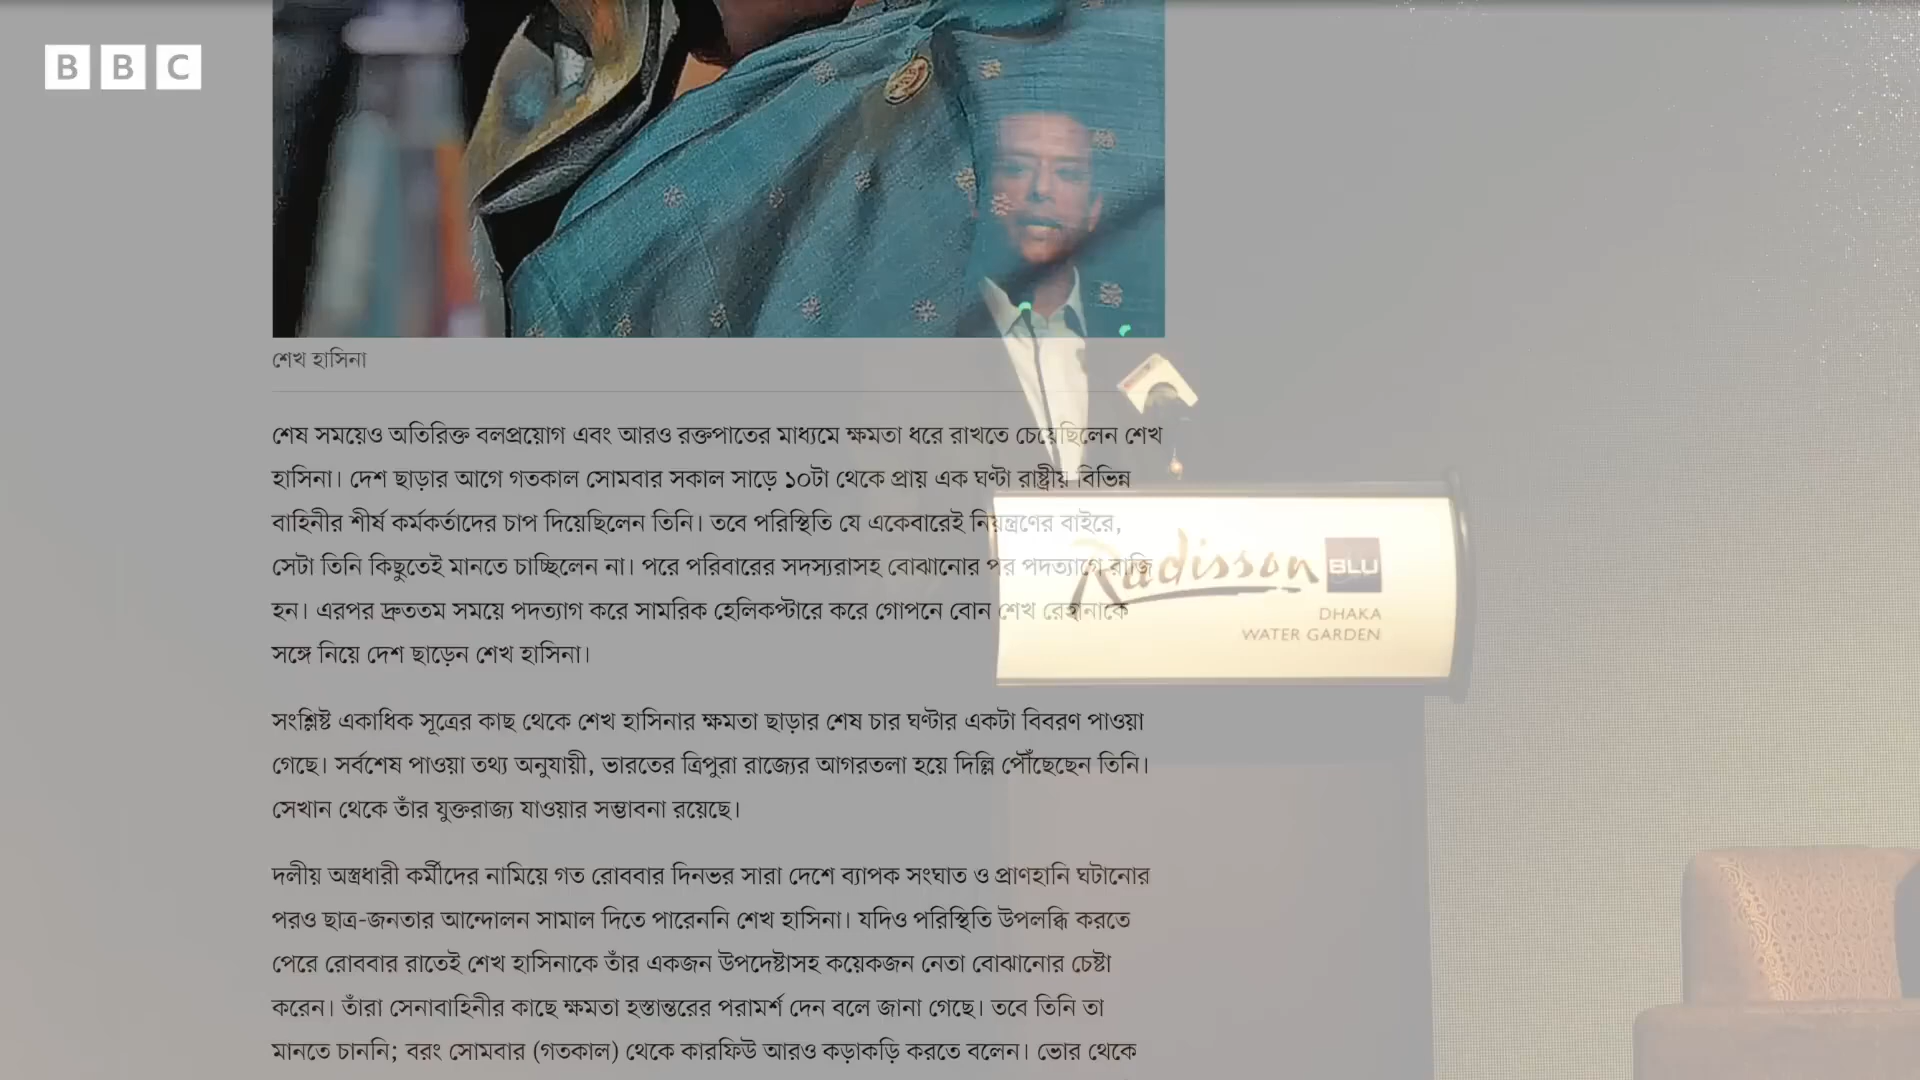 BBC
শেখ হাসিনা
শেষ সময়েও অতিরিক্ত বলপ্রয়োগ এবং আরও রক্তপাতের মাধ্যমে ক্ষমতা ধরে রাখতে চেয়েছিলেন শেখ
হাসিনা। দেশ ছাড়ার আগে গতকাল সোমবার সকাল সাড়ে ১০টা থেকে প্রায় এক ঘণ্টা রাষ্ট্রীয় বিভিন্ন
বাহিনীর শীর্ষ কর্মকর্তাদের চাপ দিয়েছিলেন তিনি। তবে পরিস্থিতি যে একেবারেই নিয়ন্ত্রণের বাইরে,
সেটা তিনি কিছুতেই মানতে চাচ্ছিলেন না। পরে পরিবারের সদস্যরাসহ বোঝানোর পর পদত্যাগে রাজি
হন। এরপর দ্রুততম সময়ে পদত্যাগ করে সামরিক হেলিকপ্টারে করে গোপনে বোন শেখ রেহানাকে
সঙ্গে নিয়ে দেশ ছাড়েন শেখ হাসিনা।
Radisson BLU
DHAKA
WATER GARDEN
সংশ্লিষ্ট একাধিক সূত্রের কাছ থেকে শেখ হাসিনার ক্ষমতা ছাড়ার শেষ চার ঘণ্টার একটা বিবরণ পাওয়া
গেছে। সর্বশেষ পাওয়া তথ্য অনুযায়ী, ভারতের ত্রিপুরা রাজ্যের আগরতলা হয়ে দিল্লি পৌঁছেছেন তিনি।
সেখান থেকে তাঁর যুক্তরাজ্য যাওয়ার সম্ভাবনা রয়েছে।
দলীয় অস্ত্রধারী কর্মীদের নামিয়ে গত রোববার দিনভর সারা দেশে ব্যাপক সংঘাত ও প্রাণহানি ঘটানোর
পরও ছাত্র-জনতার আন্দোলন সামাল দিতে পারেননি শেখ হাসিনা। যদিও পরিস্থিতি উপলব্ধি করতে
পেরে রোববার রাতেই শেখ হাসিনাকে তাঁর একজন উপদেষ্টাসহ কয়েকজন নেতা বোঝানোর চেষ্টা
করেন। তাঁরা সেনাবাহিনীর কাছে ক্ষমতা হস্তান্তরের পরামর্শ দেন বলে জানা গেছে। তবে তিনি তা
মানতে চাননি; বরং সোমবার (গতকাল) থেকে কারফিউ আরও কড়াকড়ি করতে বলেন। ভোর থেকে